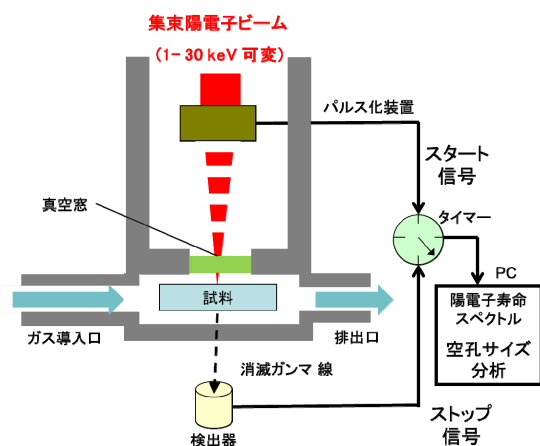 集束陽電子ビーム
（1－30 keV 可変）
パルス化装置
スタート
信号
真空窓
タイマー
PC
試料
陽電子寿命
スペクトル
空孔サイズ
分析
ガス導入口
排出口
消滅ガンマ 線
検出器
ストップ
信号